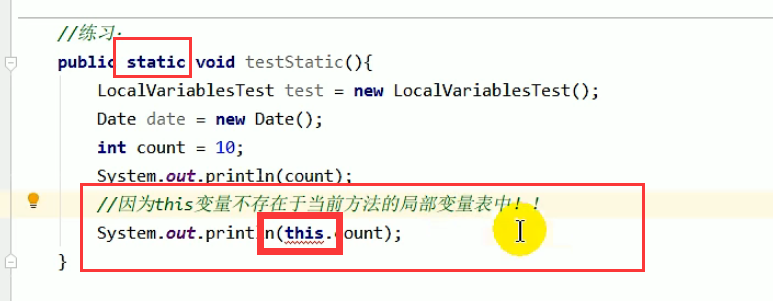 //练习：
public static void testStatic(){
LocalVariablesTest test = new LocalVariablesTest();
Date date = new Date();
int count = 10;
System.out.println(count);
//因为this变量不存在于当前方法的局部变量表中！！
System.out.println(this.count);
}